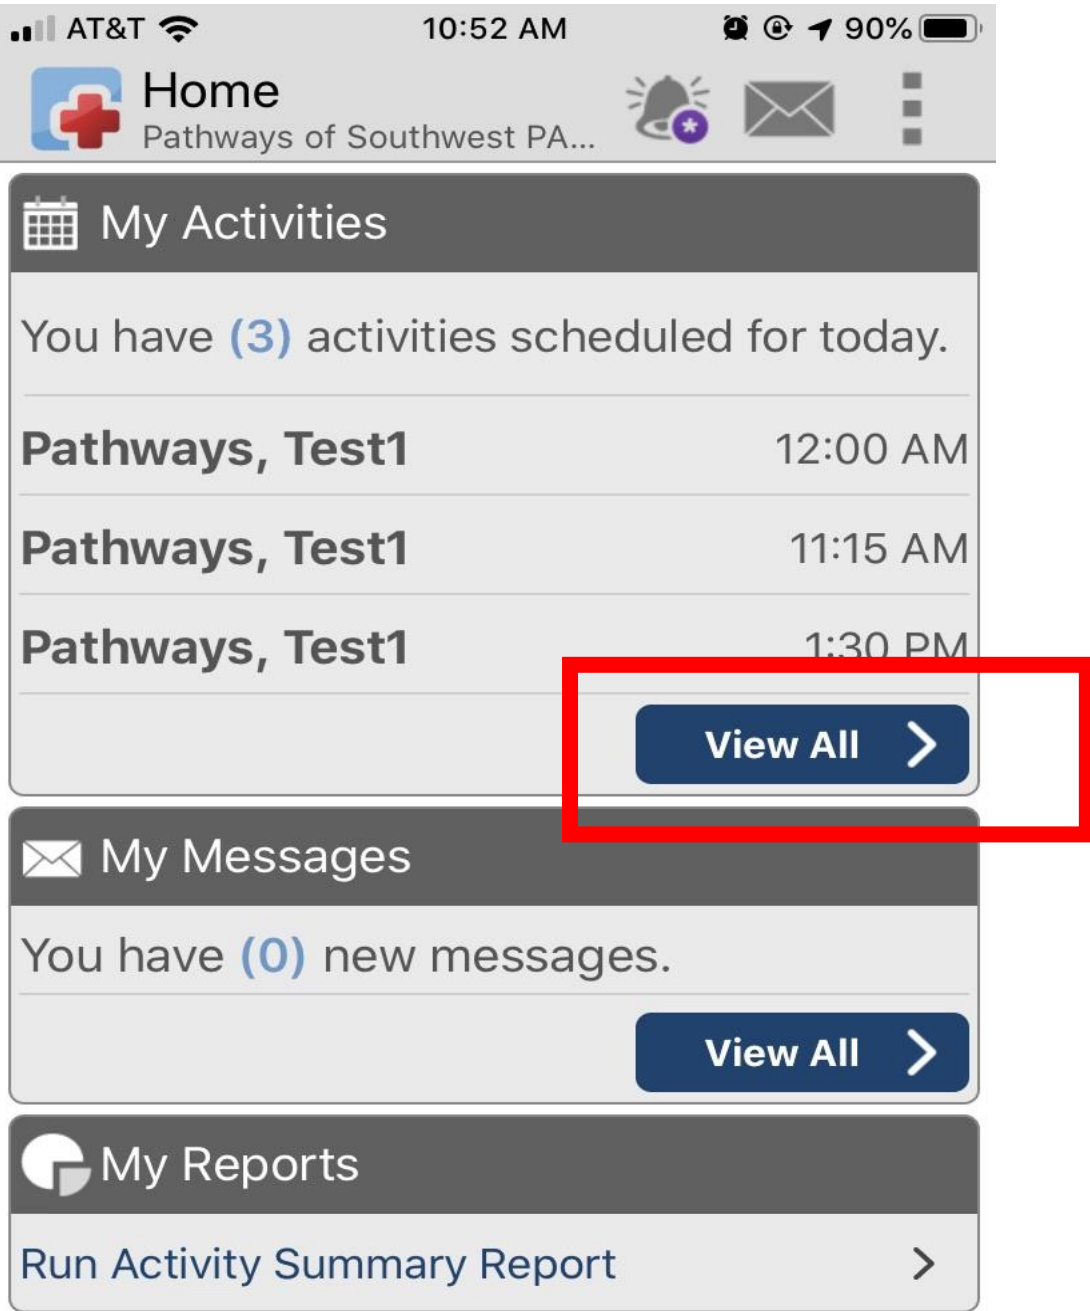 AT&T 10:52 AM 90%
Home
Pathways of Southwest PA...
My Activities
You have (3) activities scheduled for today.
Pathways, Test1 12:00 AM
Pathways, Test1 11:15 AM
Pathways, Test1 1:30 PM
View All
My Messages
You have (0) new messages.
View All
My Reports
Run Activity Summary Report